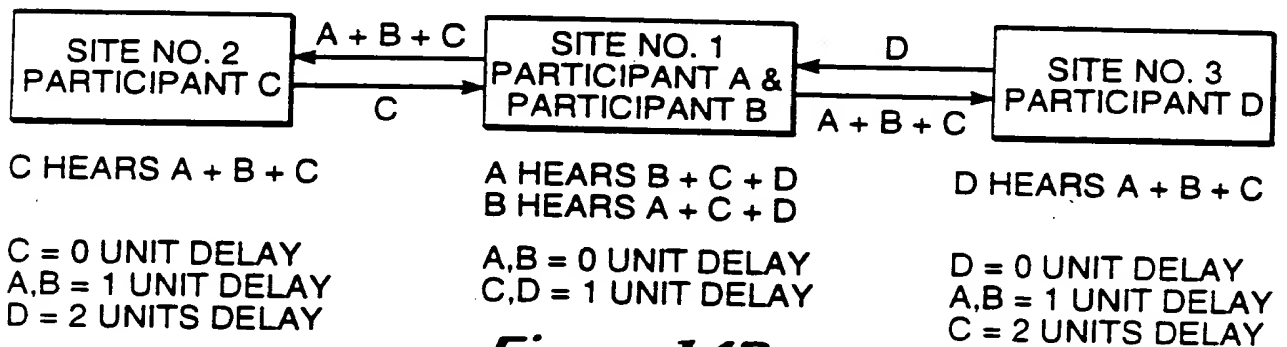 SITE NO. 2
PARTICIPANT C
A + B + C
C
SITE NO. 1
PARTICIPANT A &
PARTICIPANT B
D
A + B + C
SITE NO. 3
PARTICIPANT D
C HEARS A + B + C
C = 0 UNIT DELAY
A,B = 1 UNIT DELAY
D = 2 UNITS DELAY
A HEARS B + C + D
B HEARS A + C + D
A,B = 0 UNIT DELAY
C,D = 1 UNIT DELAY
D HEARS A + B + C
D = 0 UNIT DELAY
A,B = 1 UNIT DELAY
C = 2 UNITS DELAY